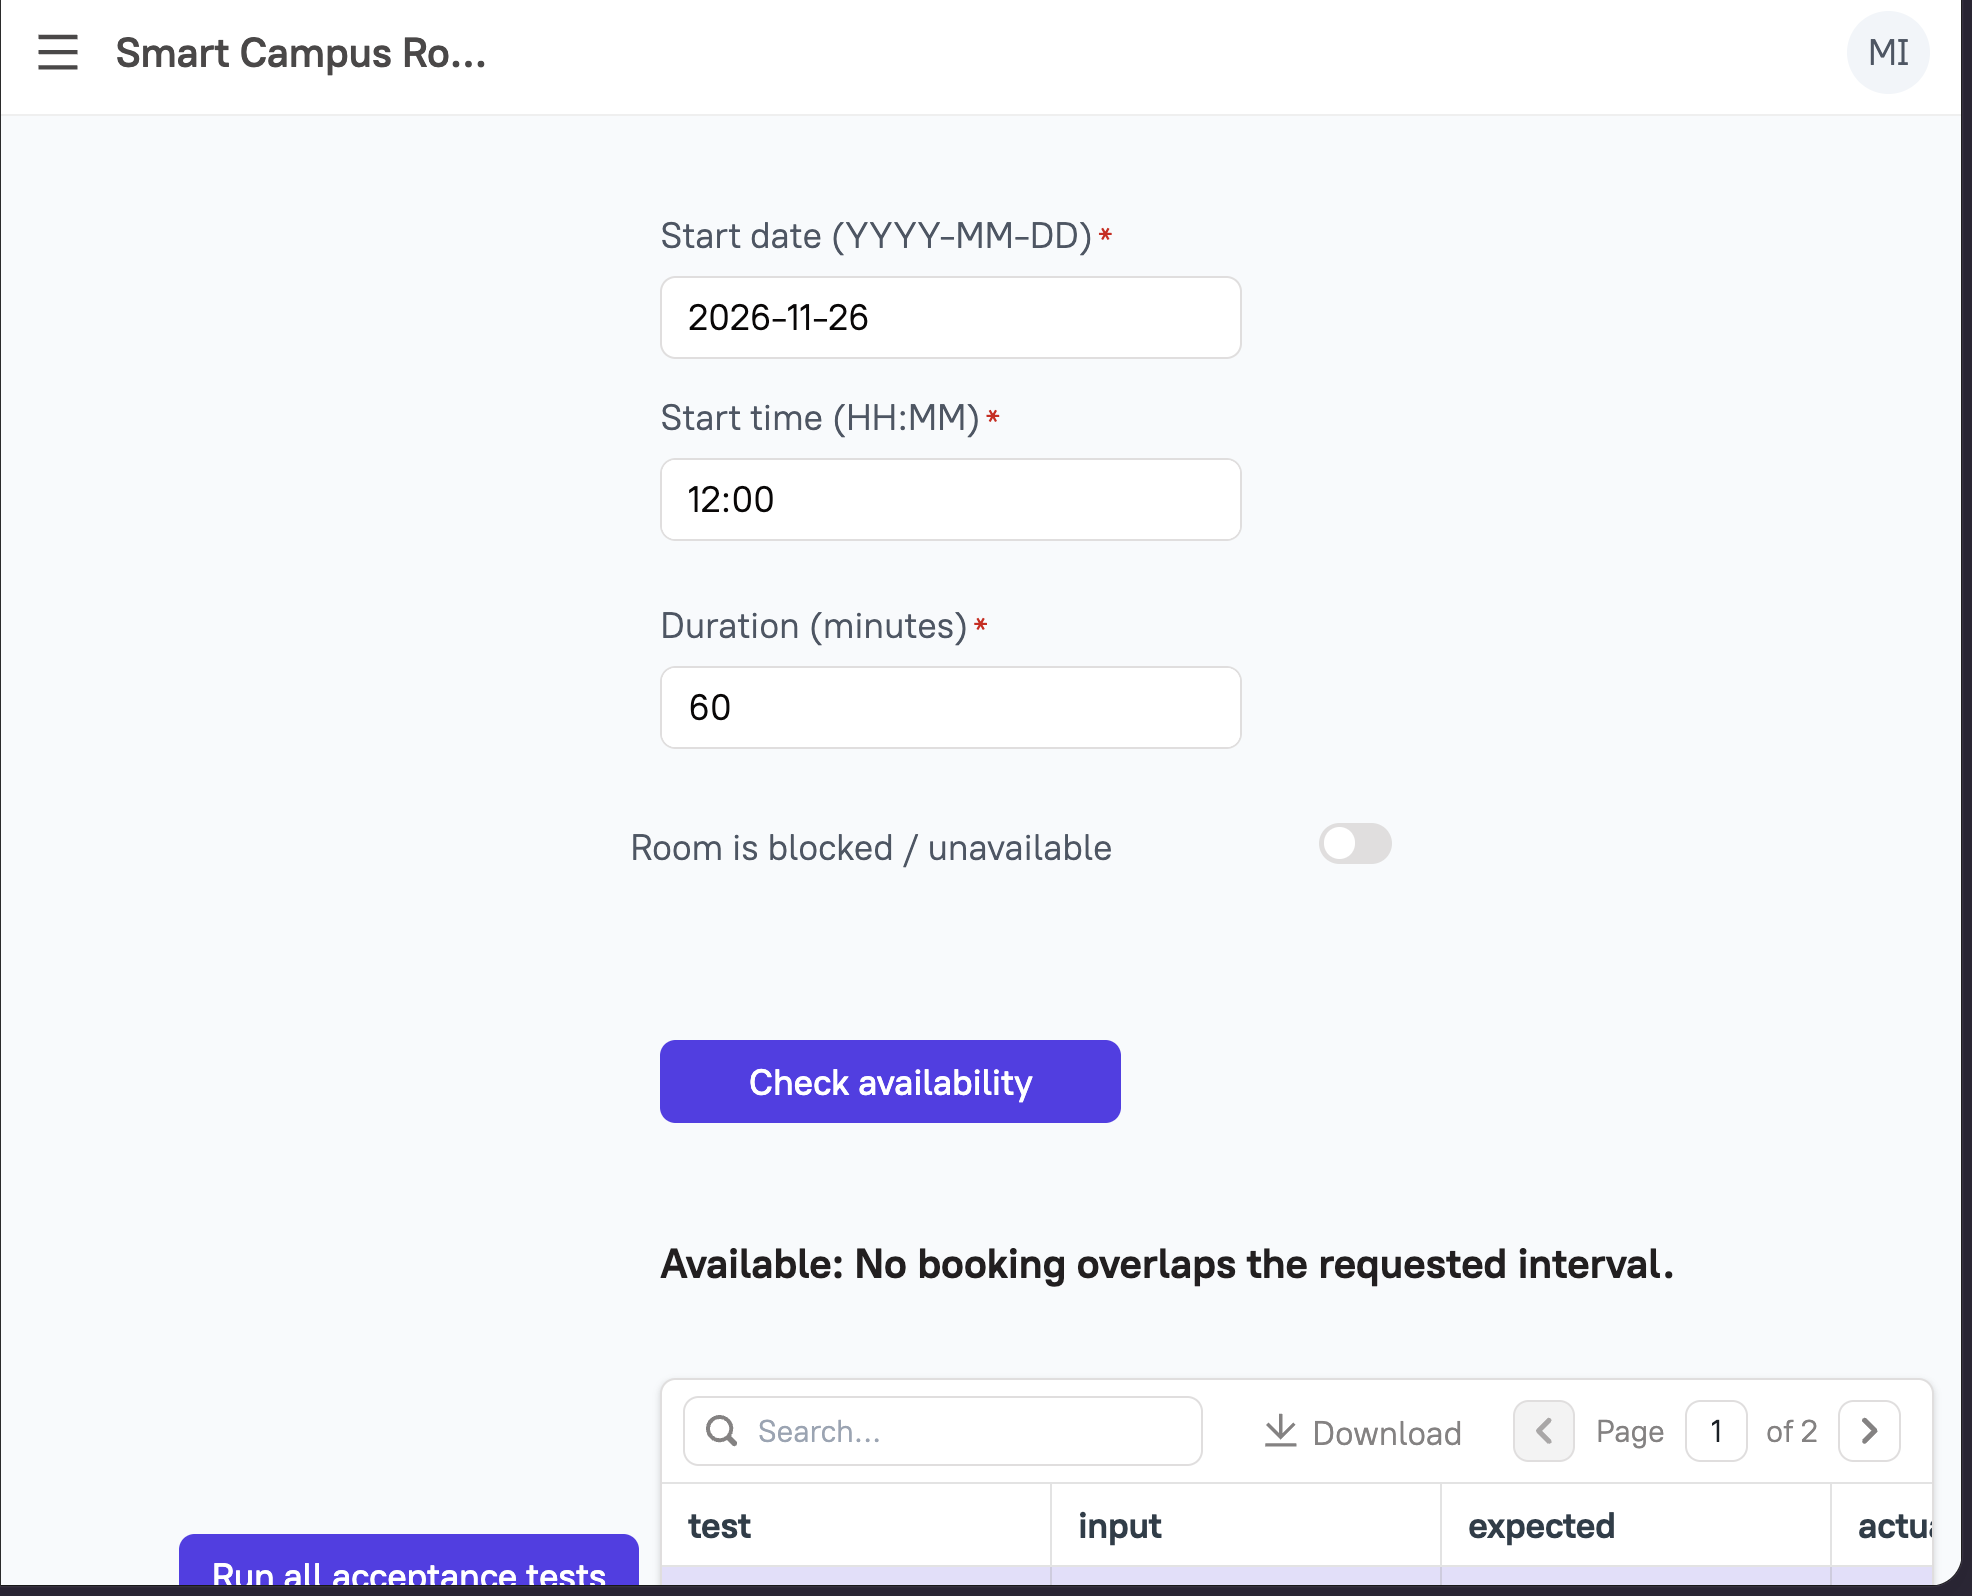 Smart Campus Ro...
MI
Start date (YYYY-MM-DD)*
2026-11-26
Start time (HH:MM)*
12:00
Duration (minutes)*
60
Room is blocked / unavailable
Check availability
Available: No booking overlaps the requested interval.
Search...
Download
Page 1 of 2
test input expected actua
Run all acceptance tests